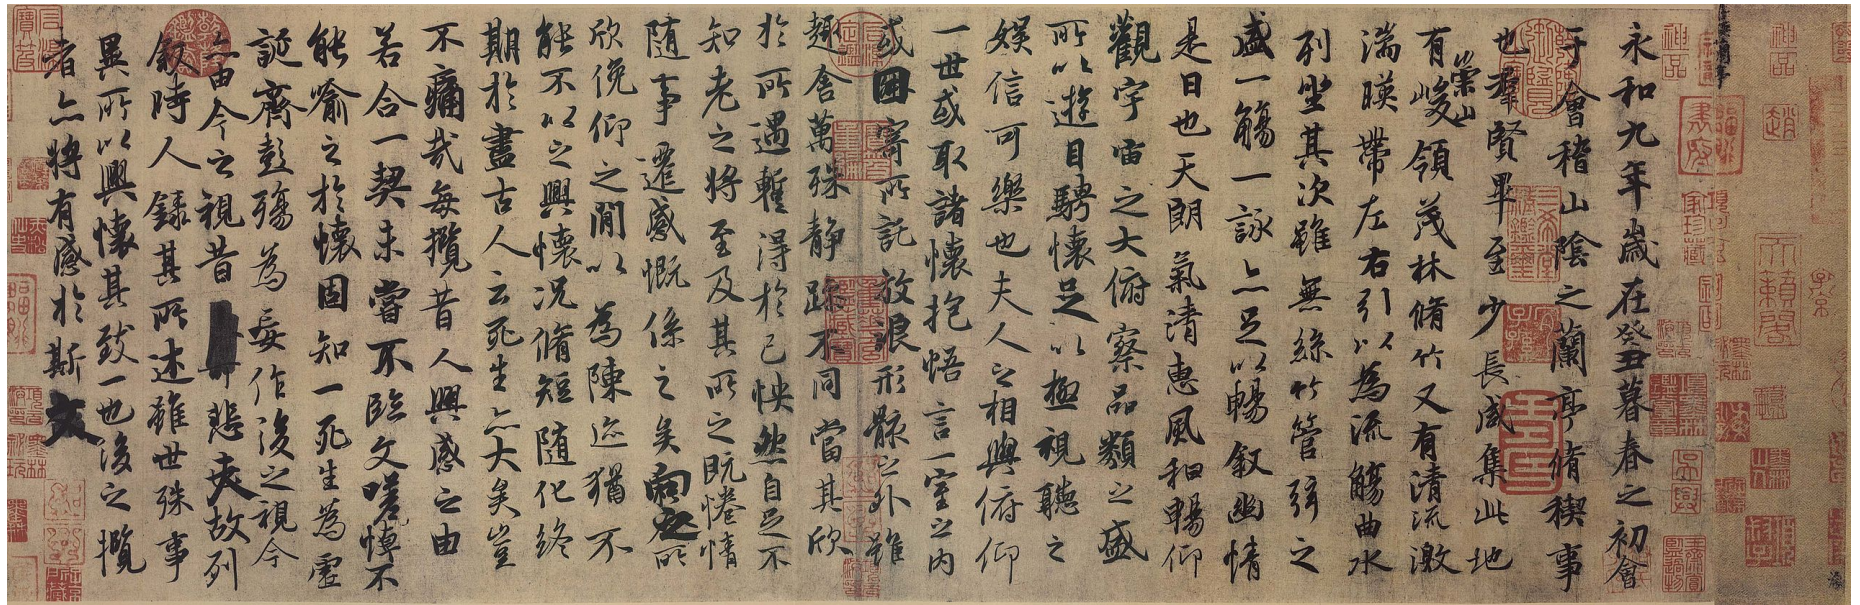 永和九年歲在癸丑暮春之初會
于會稽山陰之蘭亭脩稧事
也羣賢畢至少長咸集此地
有崇山峻領茂林脩竹又有清流激
湍暎帶左右引以為流觴曲水
列坐其次雖無絲竹管弦之
盛一觴一詠亦足以暢敘幽情
是日也天朗氣清惠風和暢仰
觀宇宙之大俯察品類之盛
所以遊目騁懷足以極視聽之
娛信可樂也夫人之相與俯仰
一世或取諸懷抱悟言一室之內
或因寄所託放浪形骸之外雖
趣舍萬殊靜躁不同當其欣
於所遇蹔得於己怏然自足不
知老之將至及其所之既惓情
隨事遷感慨係之矣向之所
欣俛仰之閒以為陳迹猶不
能不以之興懷況脩短隨化終
期於盡古人云死生亦大矣豈
不痛哉每攬昔人興感之由
若合一契未嘗不臨文嗟悼不
能喻之於懷固知一死生為虛
誕齊彭殤為妄作後之視今
亦由今之視昔悲夫故列
敘時人錄其所述雖世殊事
異所以興懷其致一也後之攬
者亦將有感於斯文